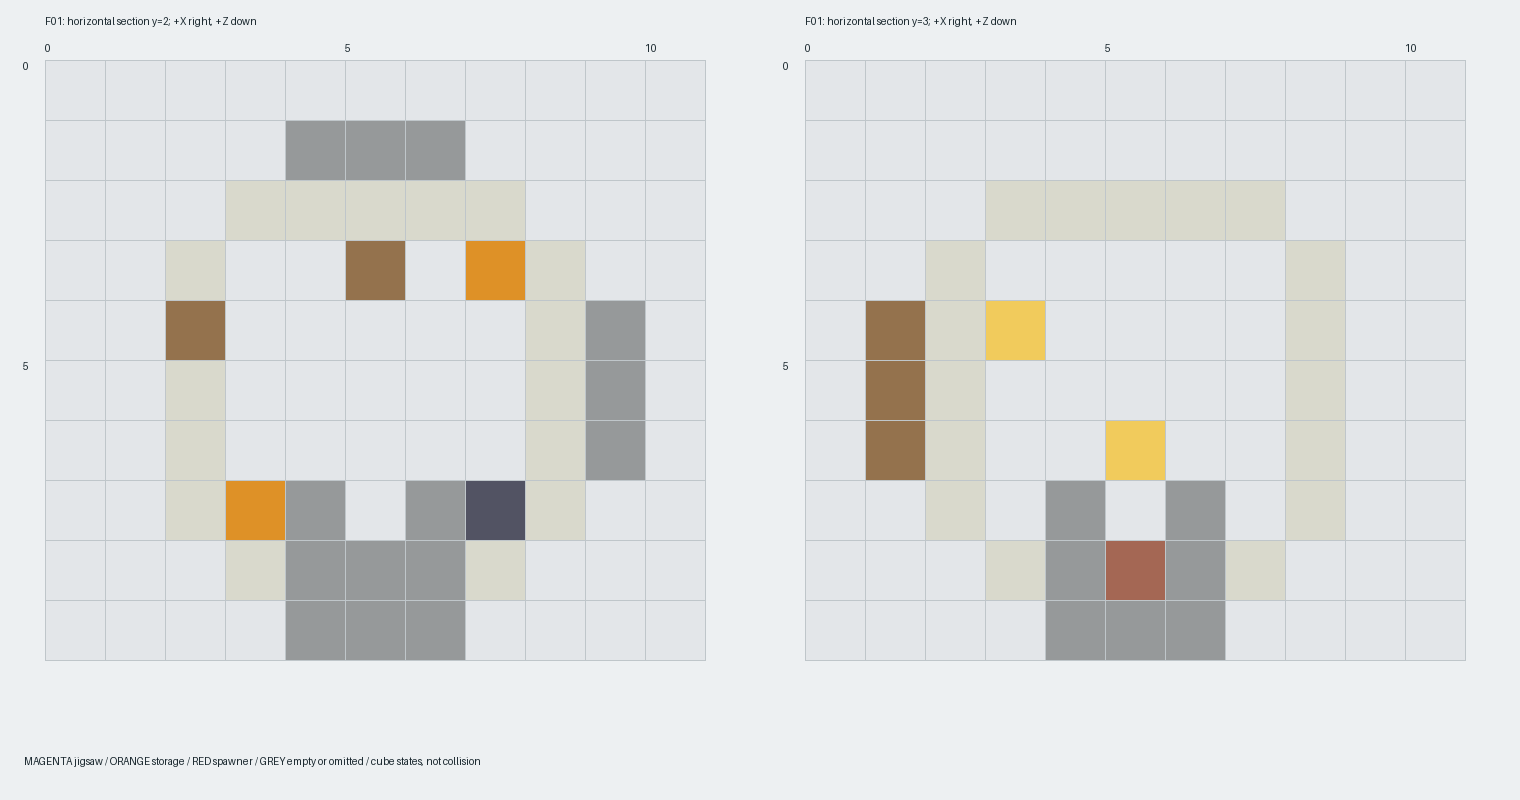 F01: horizontal section y=2; +X right, +Z down
F01: horizontal section y=3; +X right, +Z down
0 5 10
0 5 10
0
0
5
5
MAGENTA jigsaw / ORANGE storage / RED spawner / GREY empty or omitted / cube states, not collision